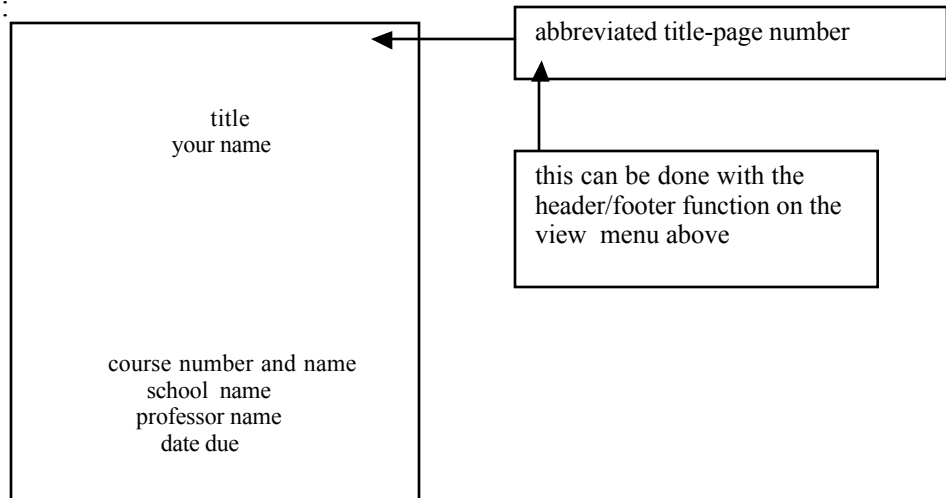 :
abbreviated title-page number
title
your name
this can be done with the
header/footer function on the
view menu above
course number and name
school name
professor name
date due